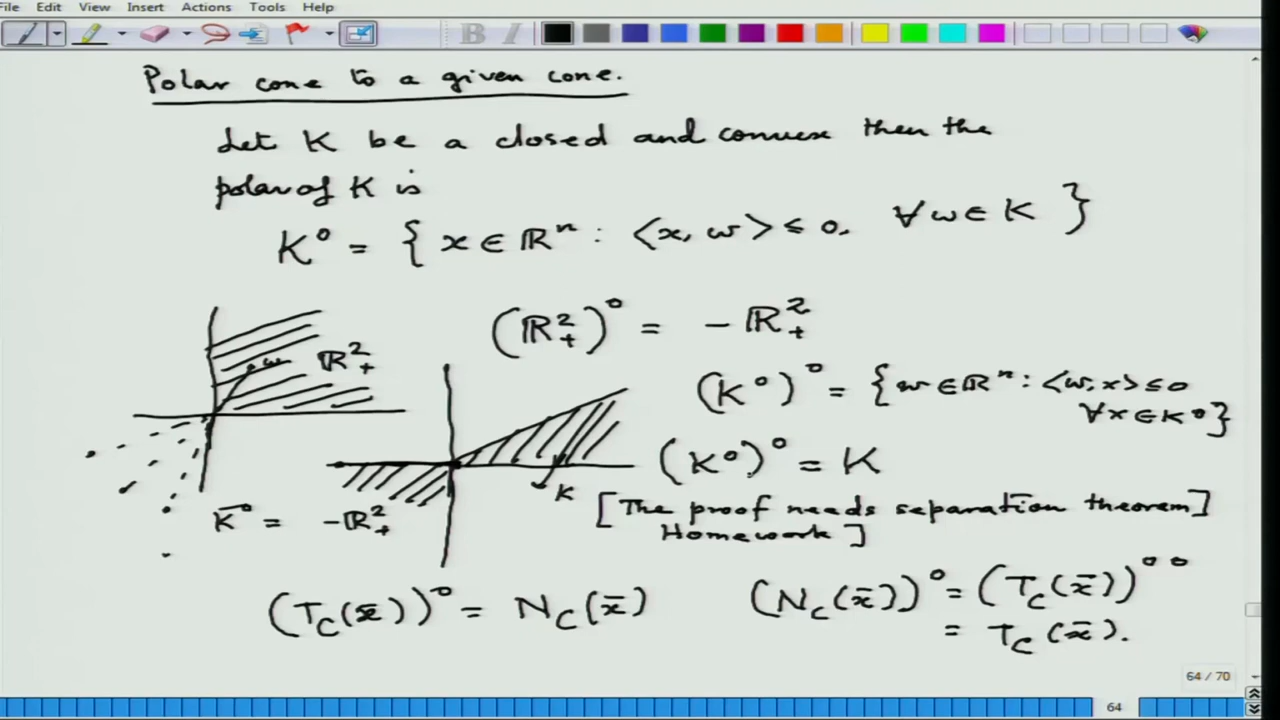 File Edit View Insert Actions Tools Help
B I
Polar cone to a given cone.
Let K be a closed and convex then the
polar of K is
K° = { x ∈ ℝⁿ : ⟨x, w⟩ ≤ 0, ∀w ∈ K }
(ℝ²₊)° = − ℝ²₊
w ℝ²₊
(K°)° = {w ∈ ℝⁿ : ⟨w, x⟩ ≤ 0
∀x ∈ K°}
(K°)° = K
K
K° = −ℝ²₊
[The proof needs separation theorem]
Homework]
(T_C(x̄))° = N_C(x̄)
(N_C(x̄))° = (T_C(x̄))°°
= T_C(x̄).
64 / 70
64